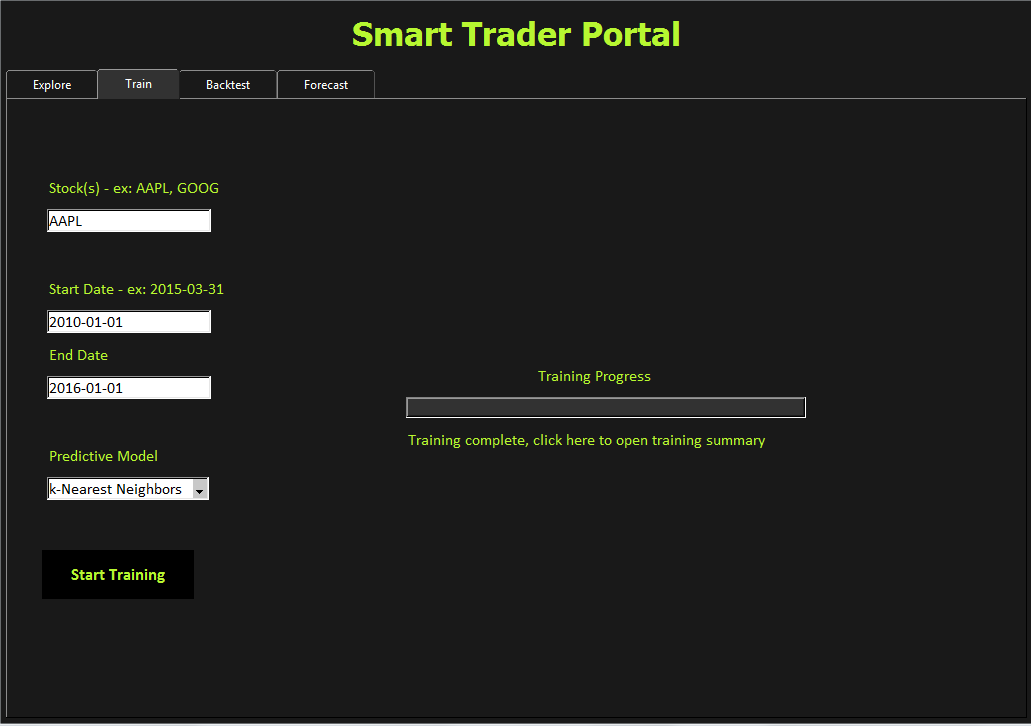 Smart Trader Portal
Explore Train Backtest Forecast
Stock(s) - ex: AAPL, GOOG
AAPL
Start Date - ex: 2015-03-31
2010-01-01
End Date
2016-01-01
Training Progress
Training complete, click here to open training summary
Predictive Model
k-Nearest Neighbors
Start Training